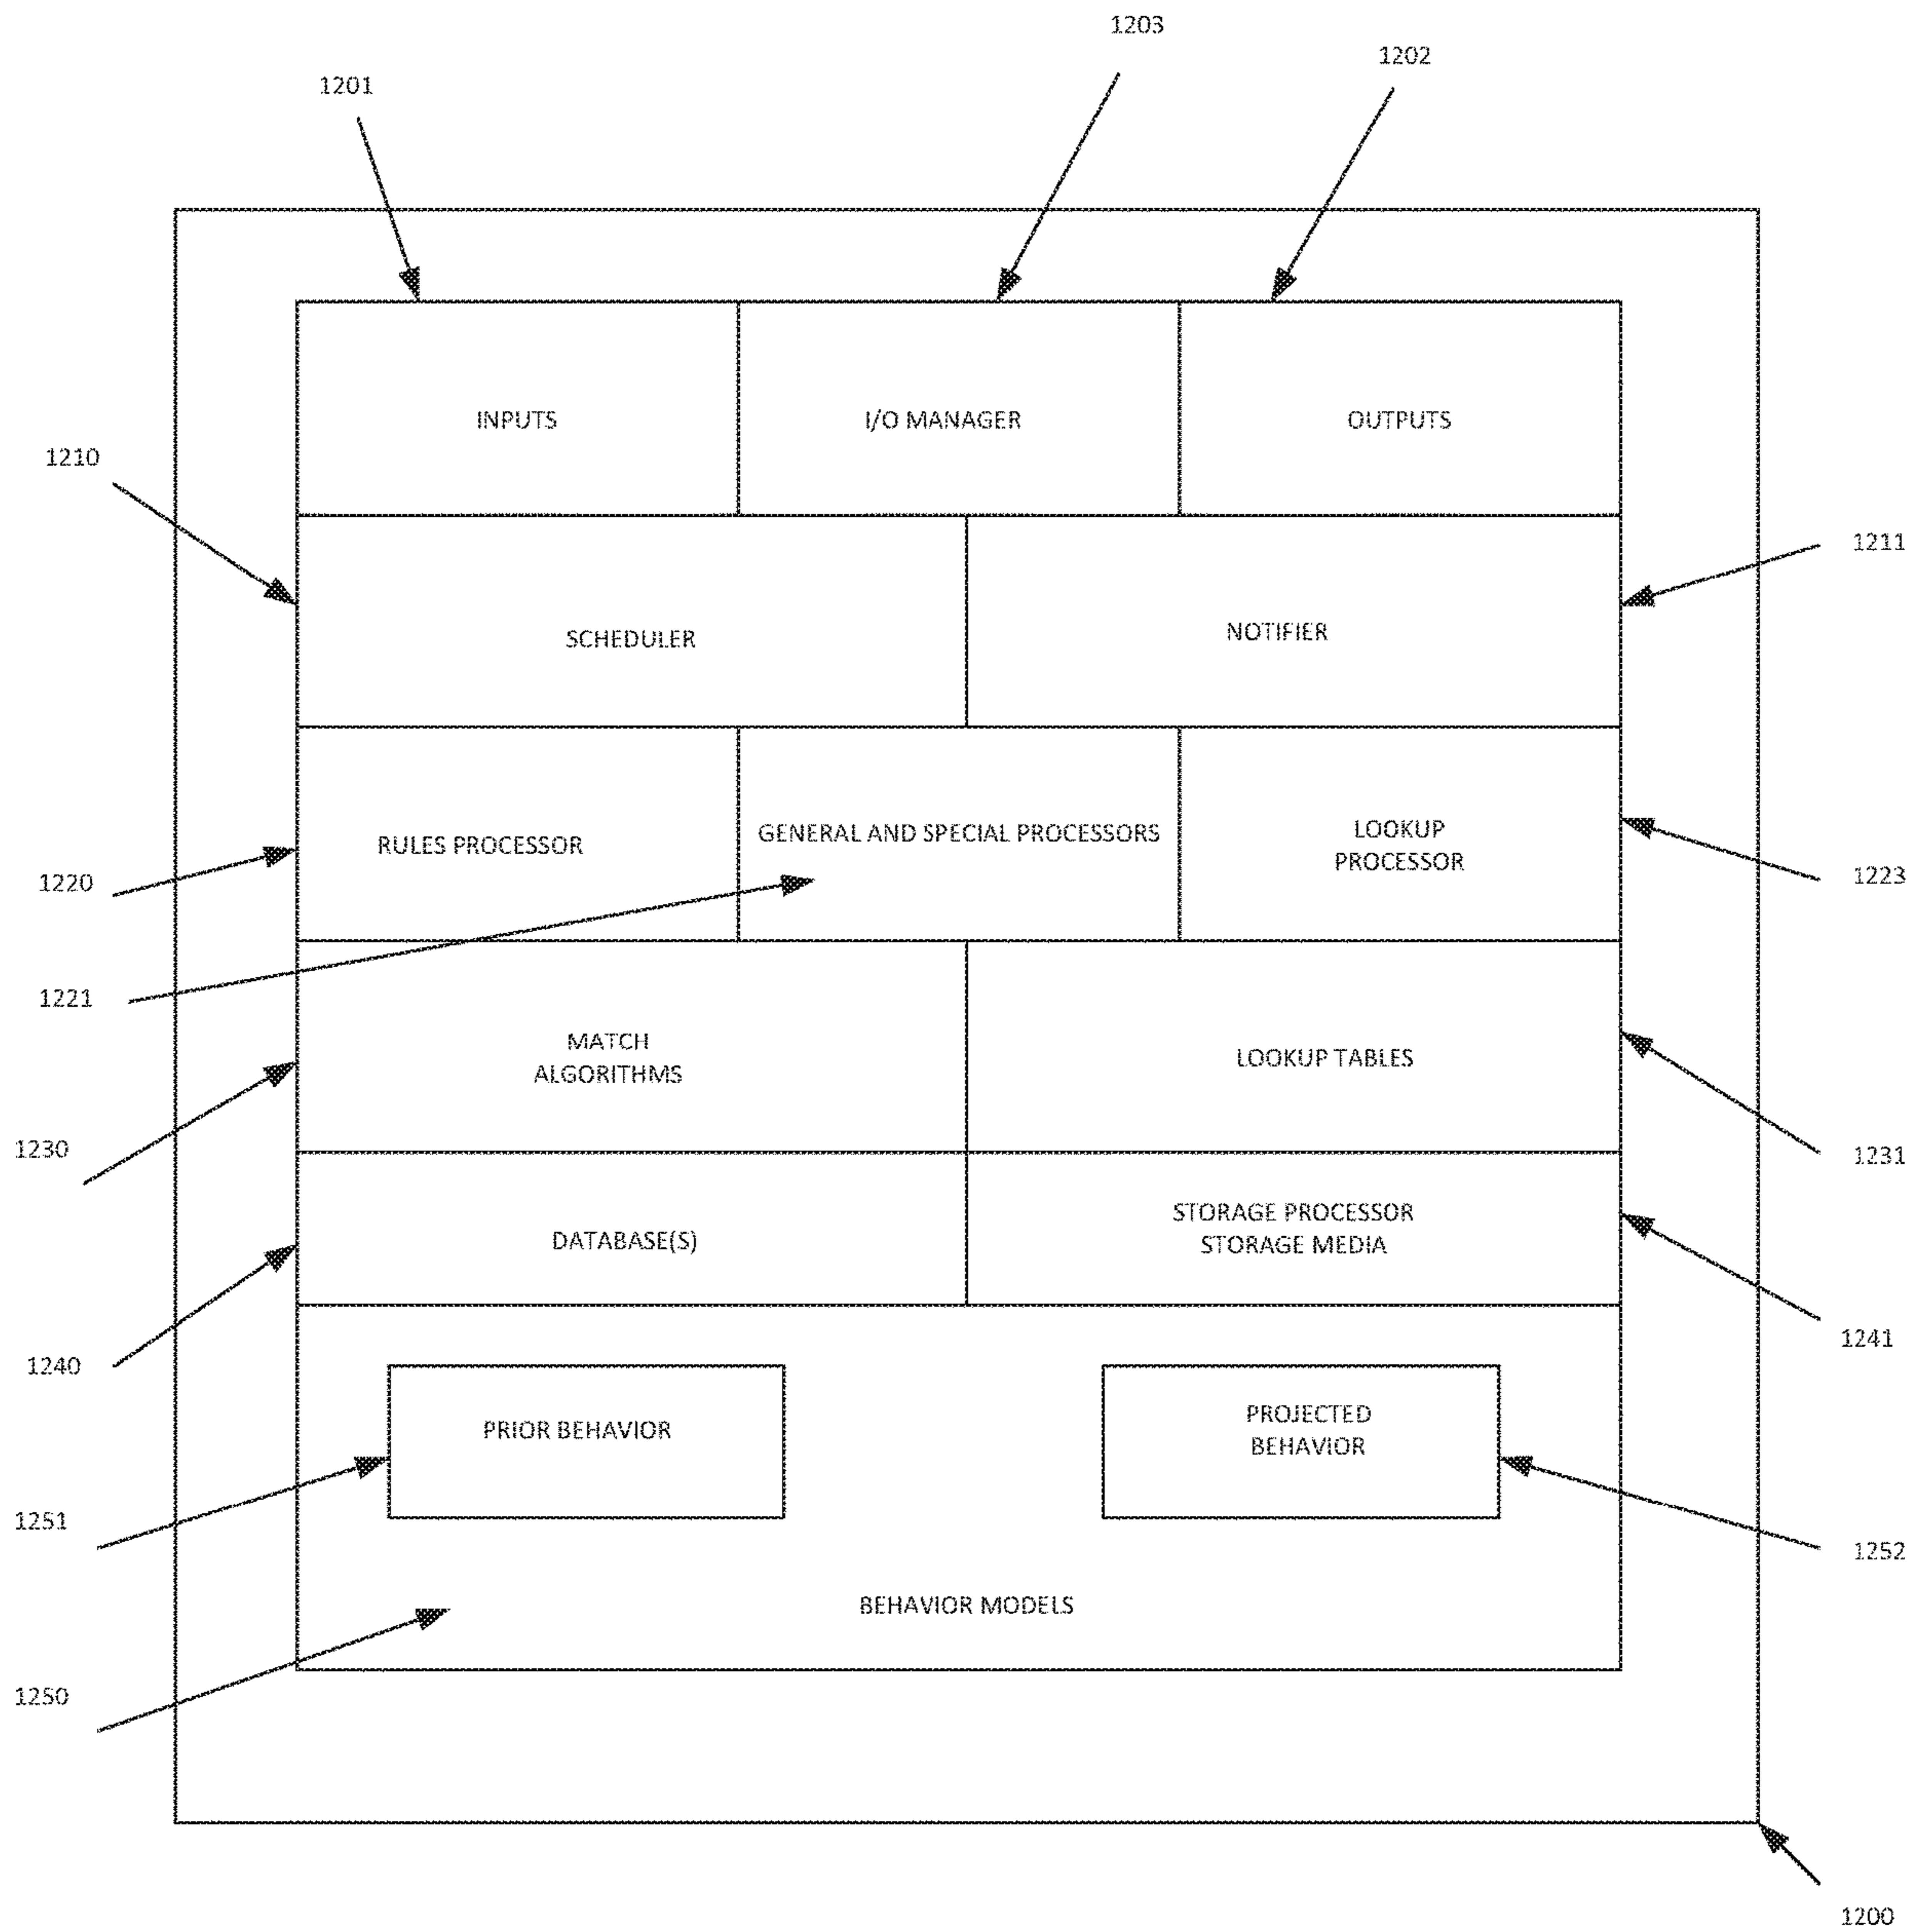 1203
1202
1201
INPUTS
I/O MANAGER
OUTPUTS
1210
1211
SCHEDULER
NOTIFIER
RULES PROCESSOR
GENERAL AND SPECIAL PROCESSORS
LOOKUP
PROCESSOR
1220
1223
1221
MATCH
ALGORITHMS
LOOKUP TABLES
1230
1231
DATABASE(S)
STORAGE PROCESSOR
STORAGE MEDIA
1240
1241
PRIOR BEHAVIOR
PROJECTED
BEHAVIOR
1251
1252
BEHAVIOR MODELS
1250
1200